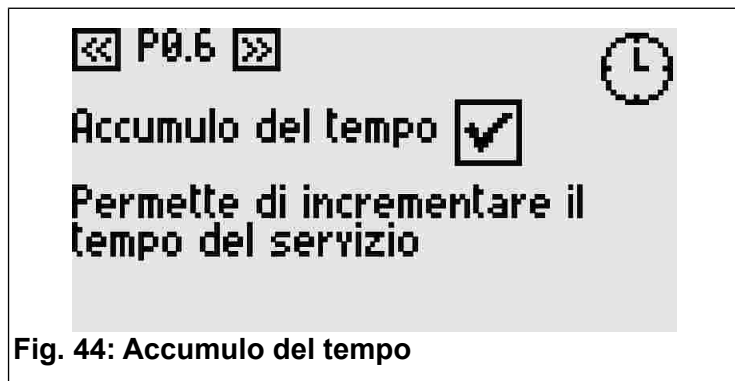 « P0.6 »
Accumulo del tempo
Permette di incrementare il
tempo del servizio
Fig. 44: Accumulo del tempo